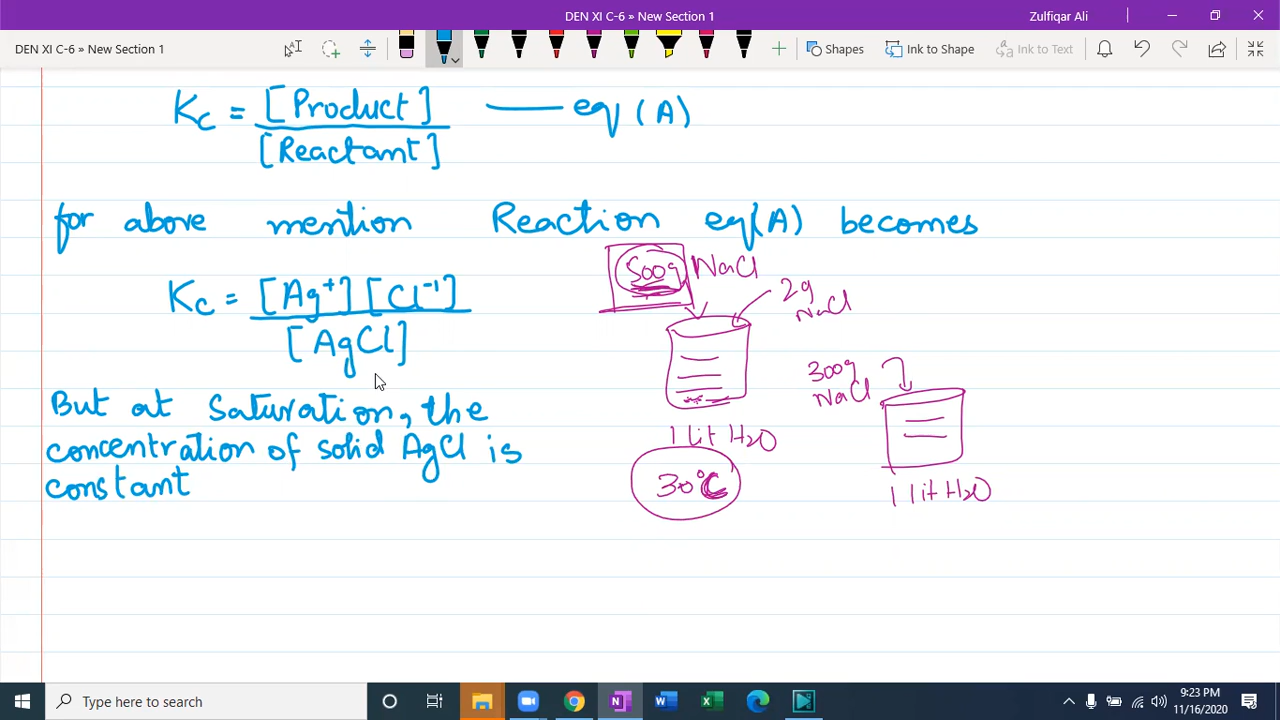 DEN XI C-6 » New Section 1
Zulfiqar Ali
DEN XI C-6 » New Section 1
Shapes
Ink to Shape
Ink to Text
Kc = [Product] / [Reactant] — eq (A)
for above mention Reaction eq(A) becomes
500g NaCl
2g
NaCl
Kc = [Ag⁺][Cl⁻¹] / [AgCl]
300g
NaCl
But at Saturation, the
concentration of solid AgCl is
constant
1 lit H₂O
30°C
1 lit H₂O
Type here to search
9:23 PM
11/16/2020